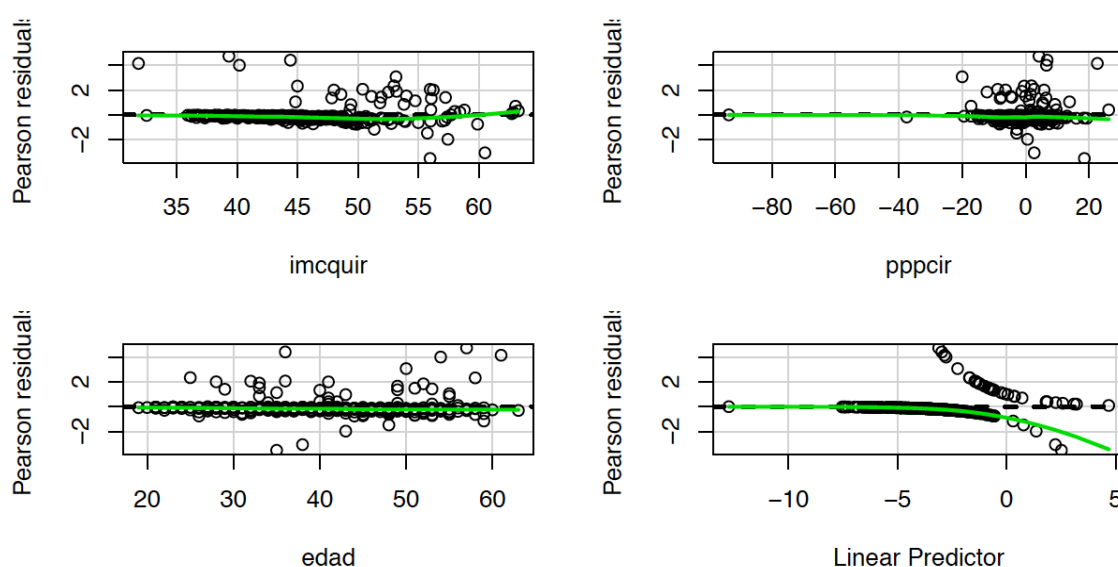 Pearson residuals
2
−2
35 40 45 50 55 60
imcquir
Pearson residuals
2
−2
−80 −60 −40 −20 0 20
pppcir
Pearson residuals
2
−2
20 30 40 50 60
edad
Pearson residuals
2
−2
−10 −5 0 5
Linear Predictor